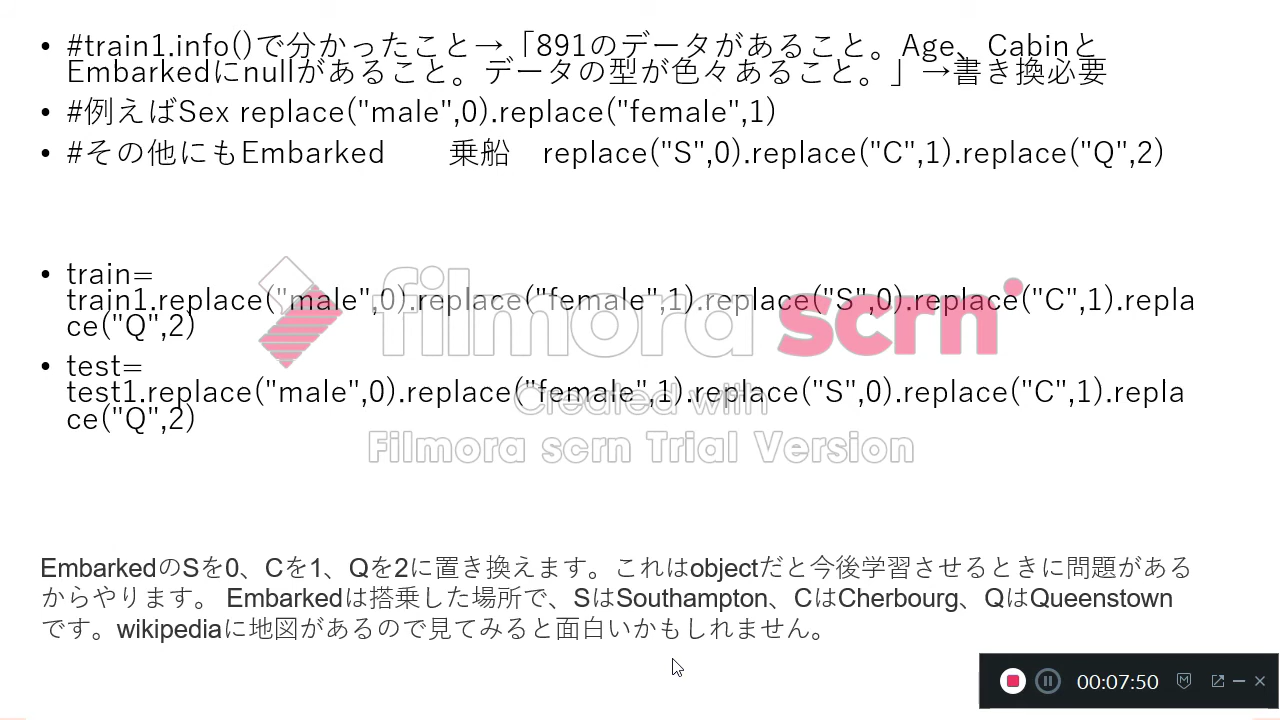 • #train1.info()で分かったこと→「891のデータがあること。Age、Cabinと
Embarkedにnullがあること。データの型が色々あること。」→書き換必要
• #例えばSex replace("male",0).replace("female",1)
• #その他にもEmbarked　　乗船　replace("S",0).replace("C",1).replace("Q",2)
• train=
train1.replace("male",0).replace("female",1).replace("S",0).replace("C",1).repla
ce("Q",2)
• test=
test1.replace("male",0).replace("female",1).replace("S",0).replace("C",1).repla
ce("Q",2)
filmora scrn
Created with
Filmora scrn Trial Version
EmbarkedのSを0、Cを1、Qを2に置き換えます。これはobjectだと今後学習させるときに問題がある
からやります。 Embarkedは搭乗した場所で、SはSouthampton、CはCherbourg、QはQueenstown
です。wikipediaに地図があるので見てみると面白いかもしれません。
00:07:50